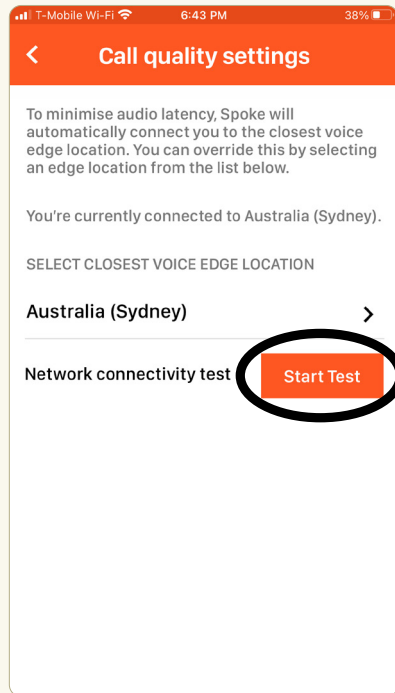 T-Mobile Wi-Fi 6:43 PM 38%
Call quality settings
To minimise audio latency, Spoke will
automatically connect you to the closest voice
edge location. You can override this by selecting
an edge location from the list below.
You're currently connected to Australia (Sydney).
SELECT CLOSEST VOICE EDGE LOCATION
Australia (Sydney)
Network connectivity test Start Test